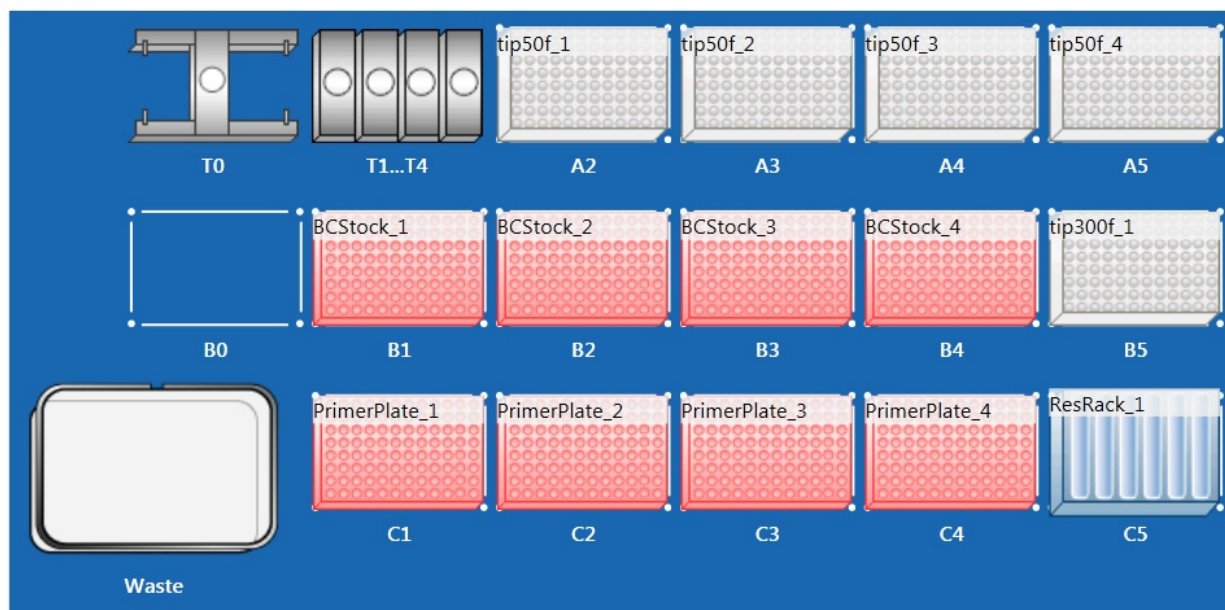 tip50f_1
tip50f_2
tip50f_3
tip50f_4
T0
T1...T4
A2
A3
A4
A5
BCStock_1
BCStock_2
BCStock_3
BCStock_4
tip300f_1
B0
B1
B2
B3
B4
B5
PrimerPlate_1
PrimerPlate_2
PrimerPlate_3
PrimerPlate_4
ResRack_1
C1
C2
C3
C4
C5
Waste